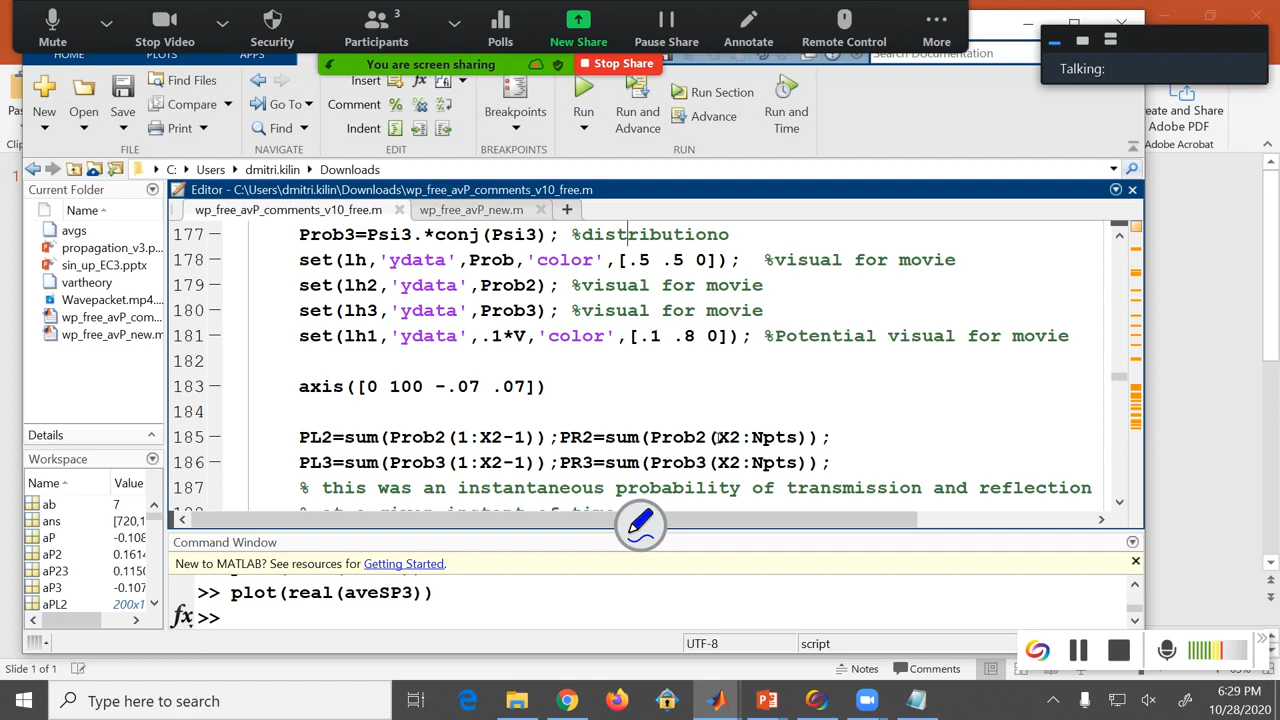 Mute
Stop Video
Security
3
articipants
Polls
New Share
Pause Share
Annotate
Remote Control
More
You are screen sharing
Stop Share
Talking:
HOME
APPS
Search Documentation
New
Open
Save
Find Files
Compare
Print
Go To
Find
Insert
Comment
Indent
Breakpoints
Run
Run and Advance
Run Section
Advance
Run and Time
FILE
NAVIGATE
EDIT
BREAKPOINTS
RUN
eate and Share
Adobe PDF
Adobe Acrobat
C: Users dmitri.kilin Downloads
Current Folder
Editor - C:\Users\dmitri.kilin\Downloads\wp_free_avP_comments_v10_free.m
Name
wp_free_avP_comments_v10_free.m
wp_free_avP_new.m
avgs
propagation_v3.p...
sin_up_EC3.pptx
vartheory
Wavepacket.mp4...
wp_free_avP_com...
wp_free_avP_new.m
177 Prob3=Psi3.*conj(Psi3); %distributiono
178 set(lh,'ydata',Prob,'color',[.5 .5 0]); %visual for movie
179 set(lh2,'ydata',Prob2); %visual for movie
180 set(lh3,'ydata',Prob3); %visual for movie
181 set(lh1,'ydata',.1*V,'color',[.1 .8 0]); %Potential visual for movie
182
183 axis([0 100 -.07 .07])
184
185 PL2=sum(Prob2(1:X2-1));PR2=sum(Prob2(X2:Npts));
186 PL3=sum(Prob3(1:X2-1));PR3=sum(Prob3(X2:Npts));
187 % this was an instantaneous probability of transmission and reflection
Details
Workspace
Name
Value
ab 7
ans [720,1
aP -0.108
aP2 0.1614
aP23 0.1150
aP3 -0.107
aPL2 200x1
Command Window
New to MATLAB? See resources for Getting Started.
>> plot(real(aveSP3))
fx >>
UTF-8
script
Slide 1 of 1
Notes
Comments
Type here to search
6:29 PM
10/28/2020